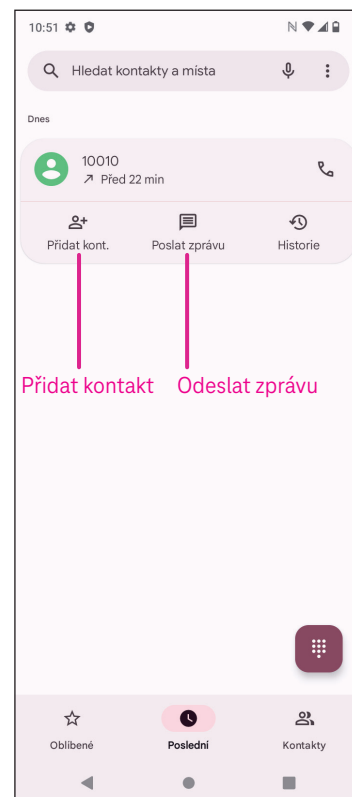 10:51
Hledat kontakty a místa
Dnes
10010
Před 22 min
Přidat kont. Poslat zprávu Historie
Přidat kontakt Odeslat zprávu
Oblíbené Poslední Kontakty